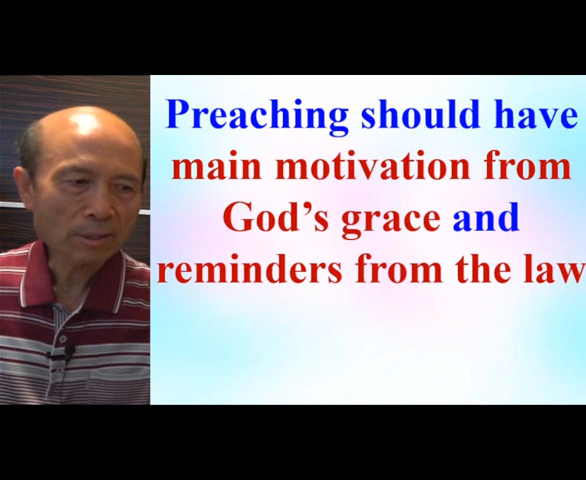 Preaching should have
main motivation from
God's grace and
reminders from the law